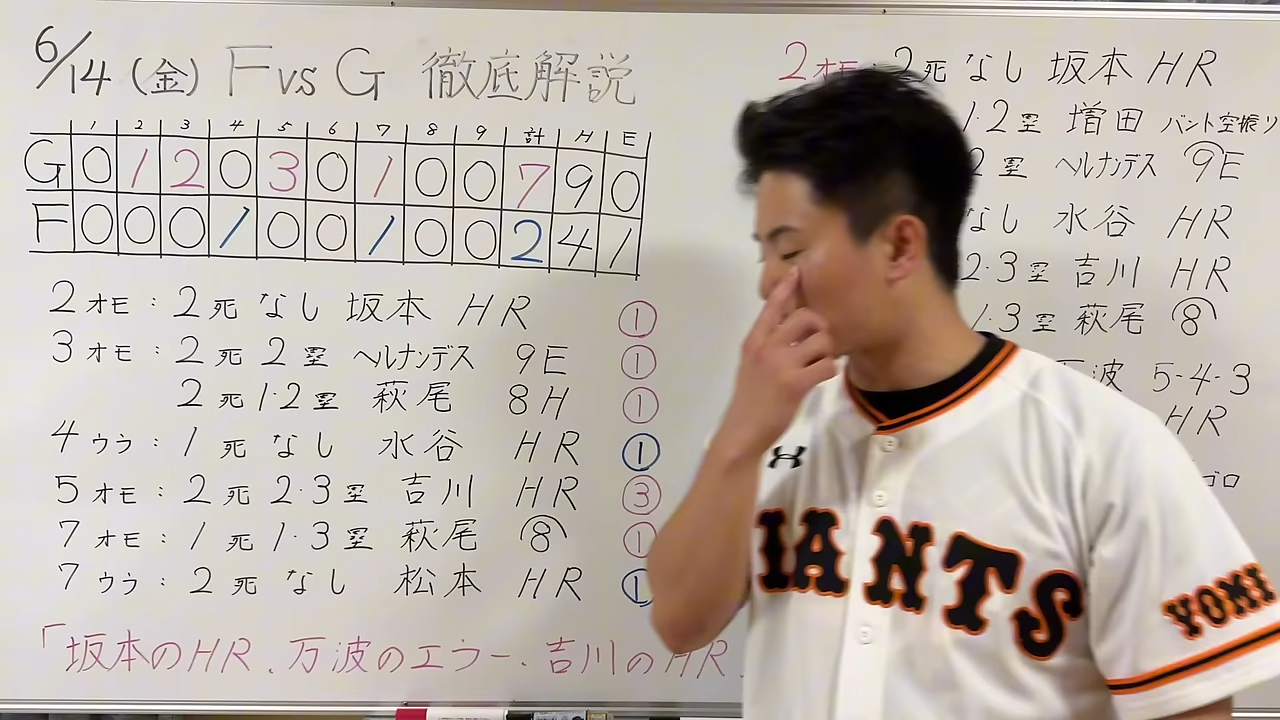 6/14(金) F vs G 徹底解説
1 2 3 4 5 6 7 8 9 計 H E
G 0 1 2 0 3 0 1 0 0 7 9 0
F 0 0 0 1 0 0 1 0 0 2 4 1
2オモ:2死なし 坂本 HR ①
3オモ:2死2塁 ヘルナンデス 9E ①
2死1·2塁 萩尾 8H ①
4ウラ:1死なし 水谷 HR ①
5オモ:2死2·3塁 吉川 HR ③
7オモ:1死1·3塁 萩尾 8 ①
7ウラ:2死なし 松本 HR ①
「坂本のHR、万波のエラー、吉川のHR
2オモ:2死なし 坂本 HR
1·2塁 増田 バント空振り
2塁 ヘルナンデス 9E
なし 水谷 HR
2·3塁 吉川 HR
1·3塁 萩尾 8
万波 5-4-3
HR
ゴロ
GIANTS
YOMI